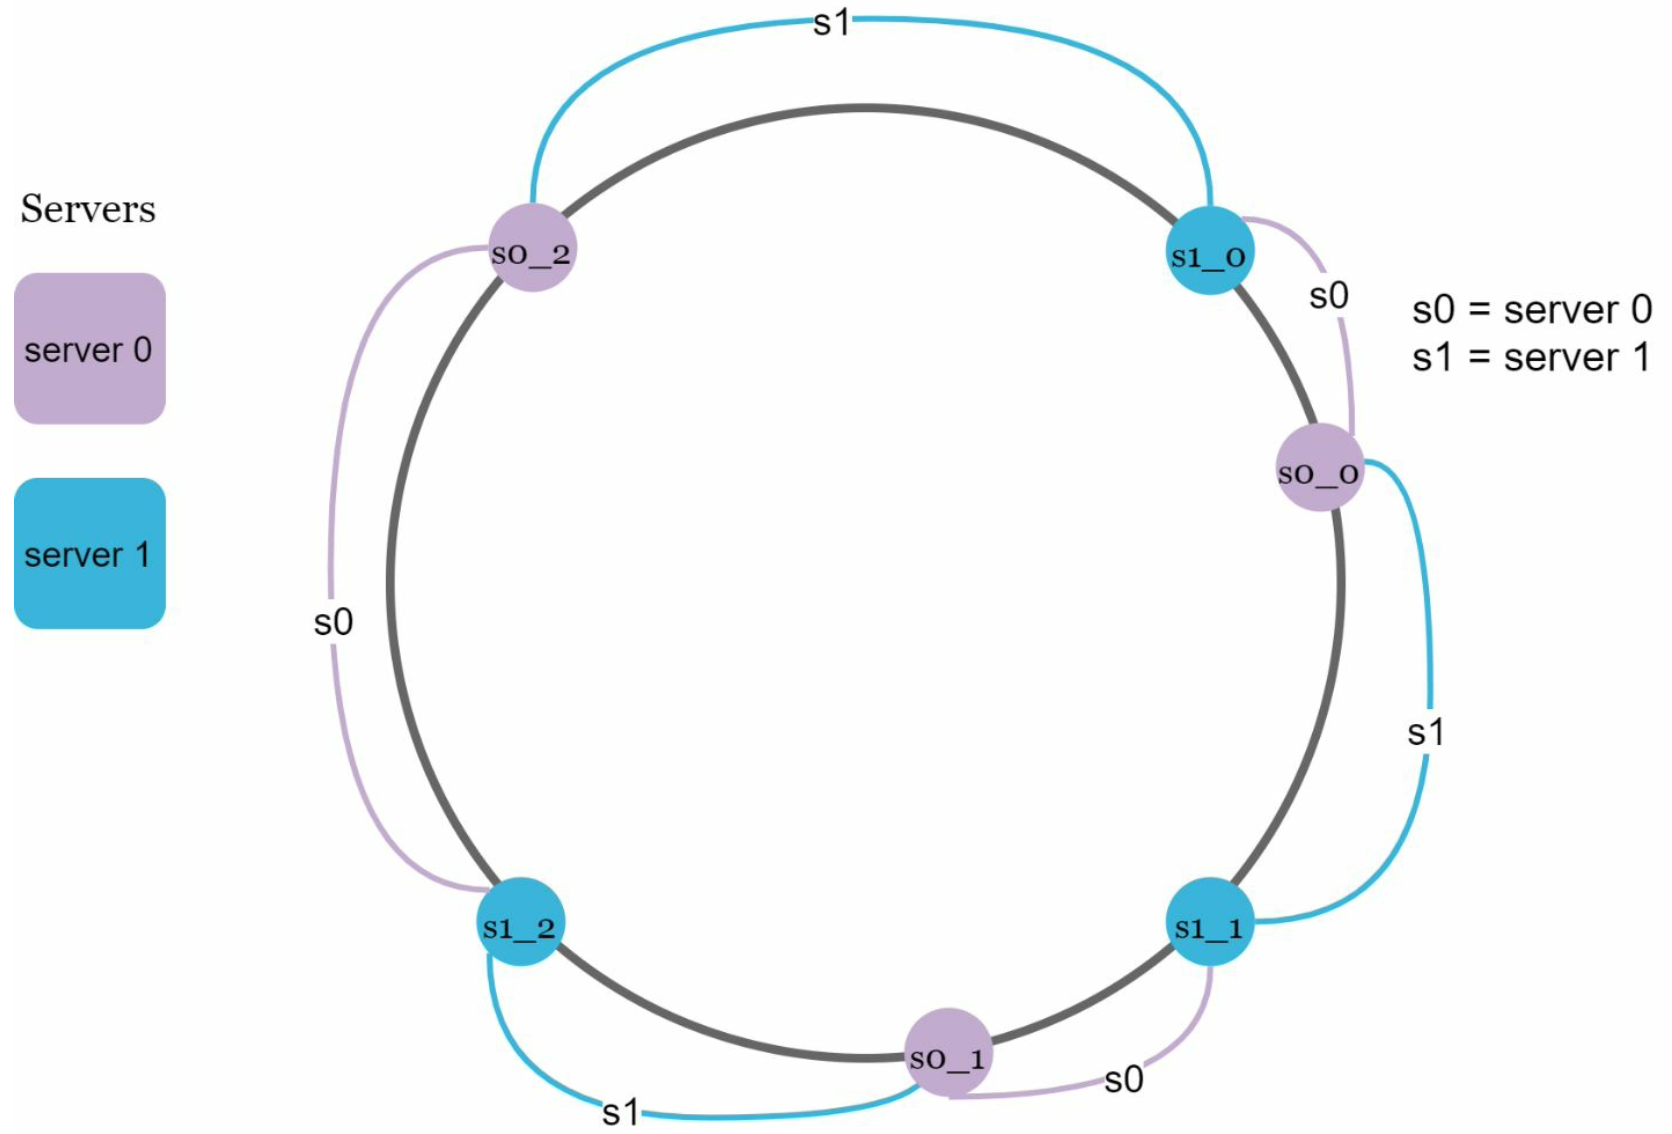 s1
Servers
s0_2
s1_0
s0
s0 = server 0
server 0
s1 = server 1
s0_0
server 1
s0
s1
s1_2
s1_1
s0_1
s0
s1